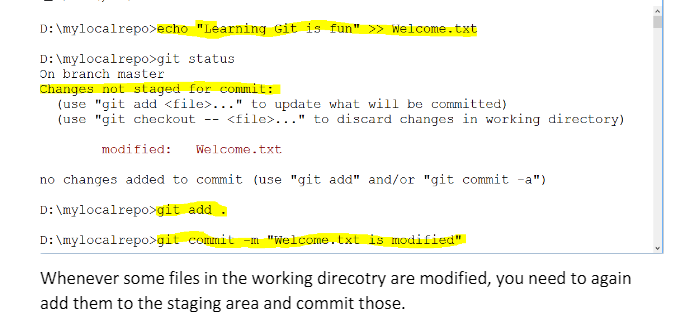 D:\mylocalrepo>echo "Learning Git is fun" >> Welcome.txt
D:\mylocalrepo>git status
On branch master
Changes not staged for commit:
(use "git add <file>..." to update what will be committed)
(use "git checkout -- <file>..." to discard changes in working directory)
modified: Welcome.txt
no changes added to commit (use "git add" and/or "git commit -a")
D:\mylocalrepo>git add .
D:\mylocalrepo>git commit -m "Welcome.txt is modified"
Whenever some files in the working direcotry are modified, you need to again
add them to the staging area and commit those.